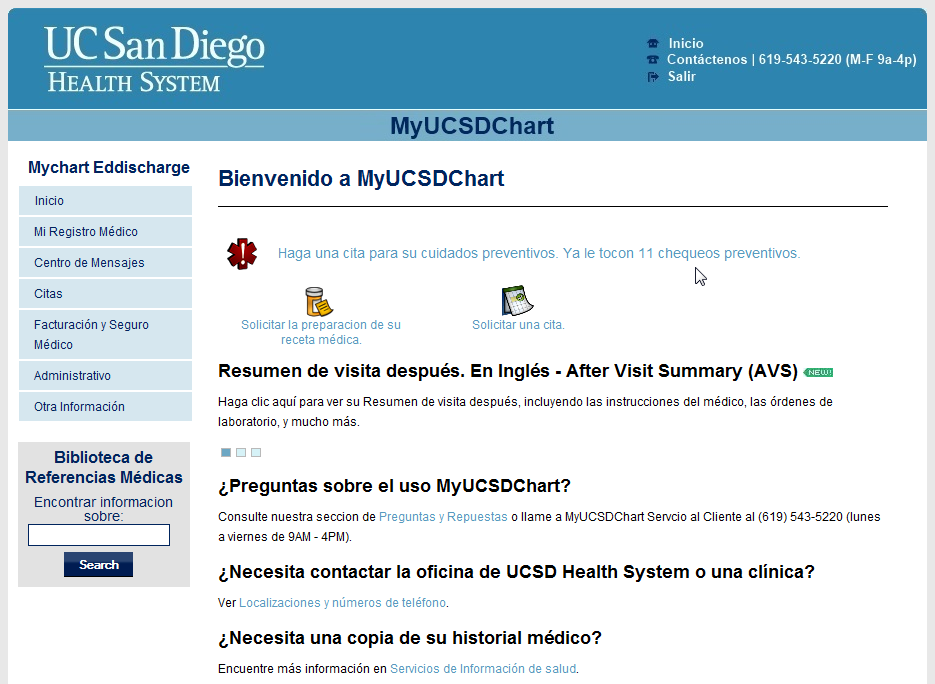 UC San Diego
HEALTH SYSTEM
Inicio
Contáctenos | 619-543-5220 (M-F 9a-4p)
Salir
MyUCSDChart
Mychart Eddischarge
Inicio
Mi Registro Médico
Centro de Mensajes
Citas
Facturación y Seguro
Médico
Administrativo
Otra Información
Biblioteca de
Referencias Médicas
Encontrar informacion
sobre:
Search
Bienvenido a MyUCSDChart
Haga una cita para su cuidados preventivos. Ya le tocon 11 chequeos preventivos.
Solicitar la preparacion de su
receta médica.
Solicitar una cita.
Resumen de visita después. En Inglés - After Visit Summary (AVS) NEW!
Haga clic aquí para ver su Resumen de visita después, incluyendo las instrucciones del médico, las órdenes de
laboratorio, y mucho más.
¿Preguntas sobre el uso MyUCSDChart?
Consulte nuestra seccion de Preguntas y Repuestas o llame a MyUCSDChart Servcio al Cliente al (619) 543-5220 (lunes
a viernes de 9AM - 4PM).
¿Necesita contactar la oficina de UCSD Health System o una clínica?
Ver Localizaciones y números de teléfono.
¿Necesita una copia de su historial médico?
Encuentre más información en Servicios de Información de salud.